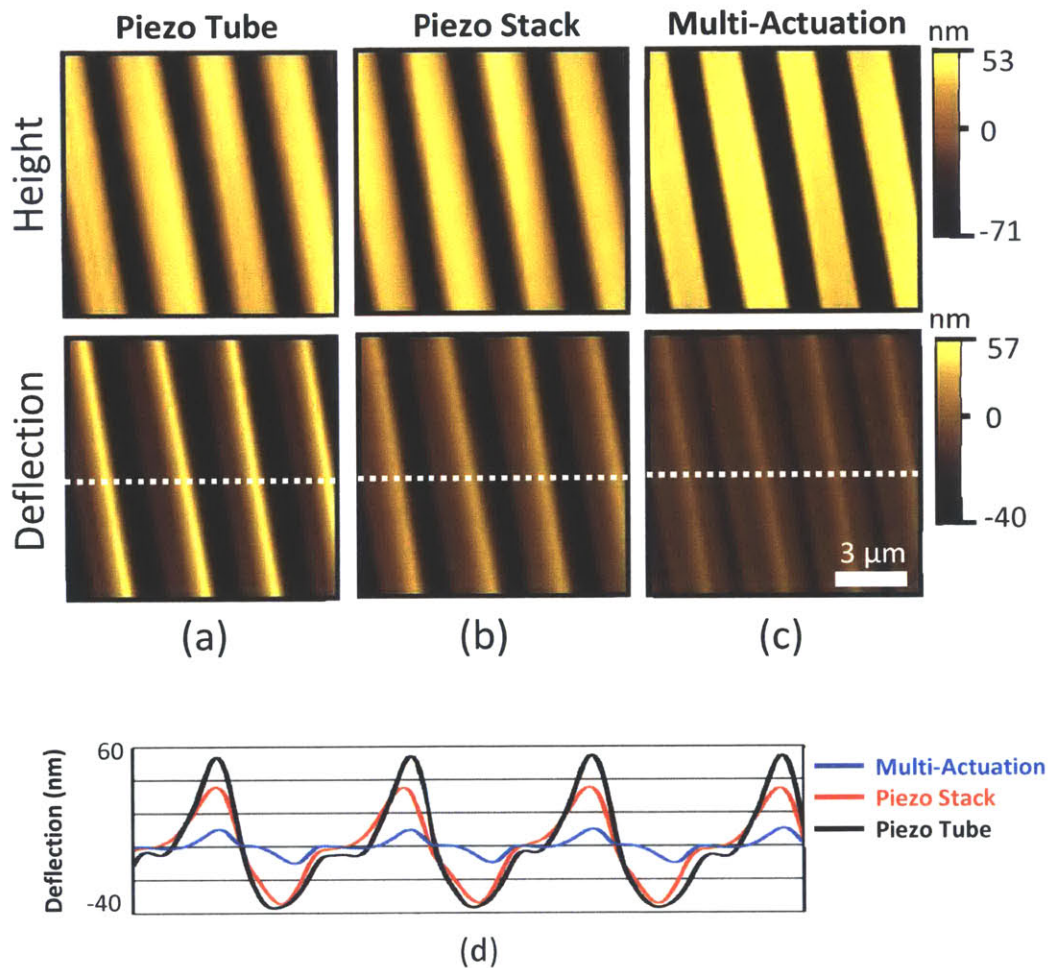 Piezo Tube
Piezo Stack
Multi-Actuation
Height
nm
53
0
-71
Deflection
nm
57
0
-40
3 μm
(a)
(b)
(c)
Deflection (nm)
60
-40
Multi-Actuation
Piezo Stack
Piezo Tube
(d)